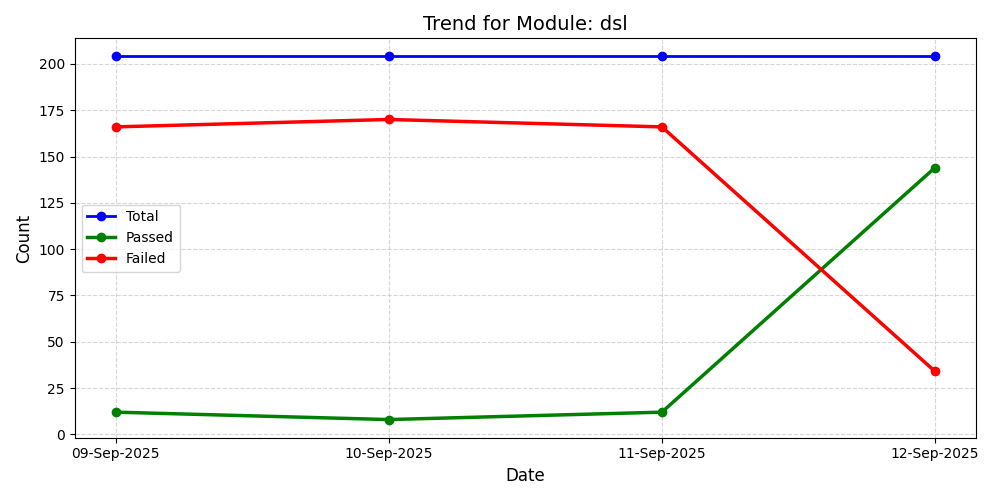 Trend for Module: dsl
200
175
150
125
100
75
50
25
0
Count
Total
Passed
Failed
09-Sep-2025
10-Sep-2025
11-Sep-2025
12-Sep-2025
Date